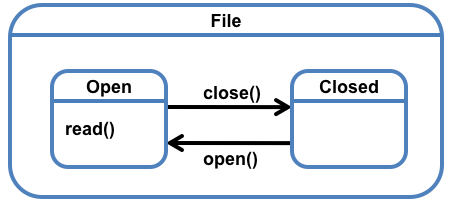 File
Open
close()
Closed
read()
open()